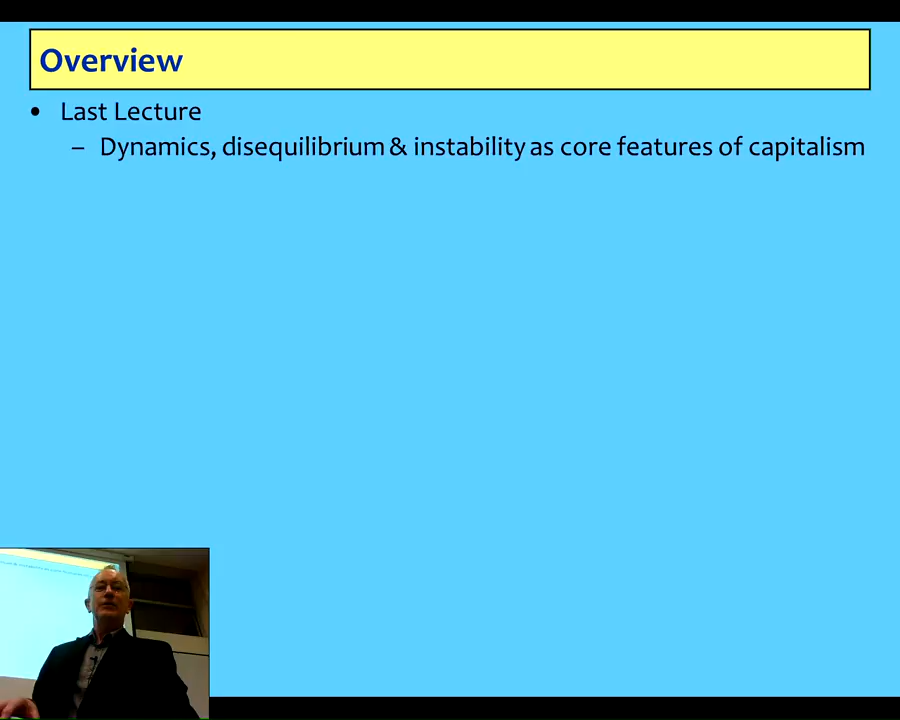 Overview
• Last Lecture
– Dynamics, disequilibrium & instability as core features of capitalism